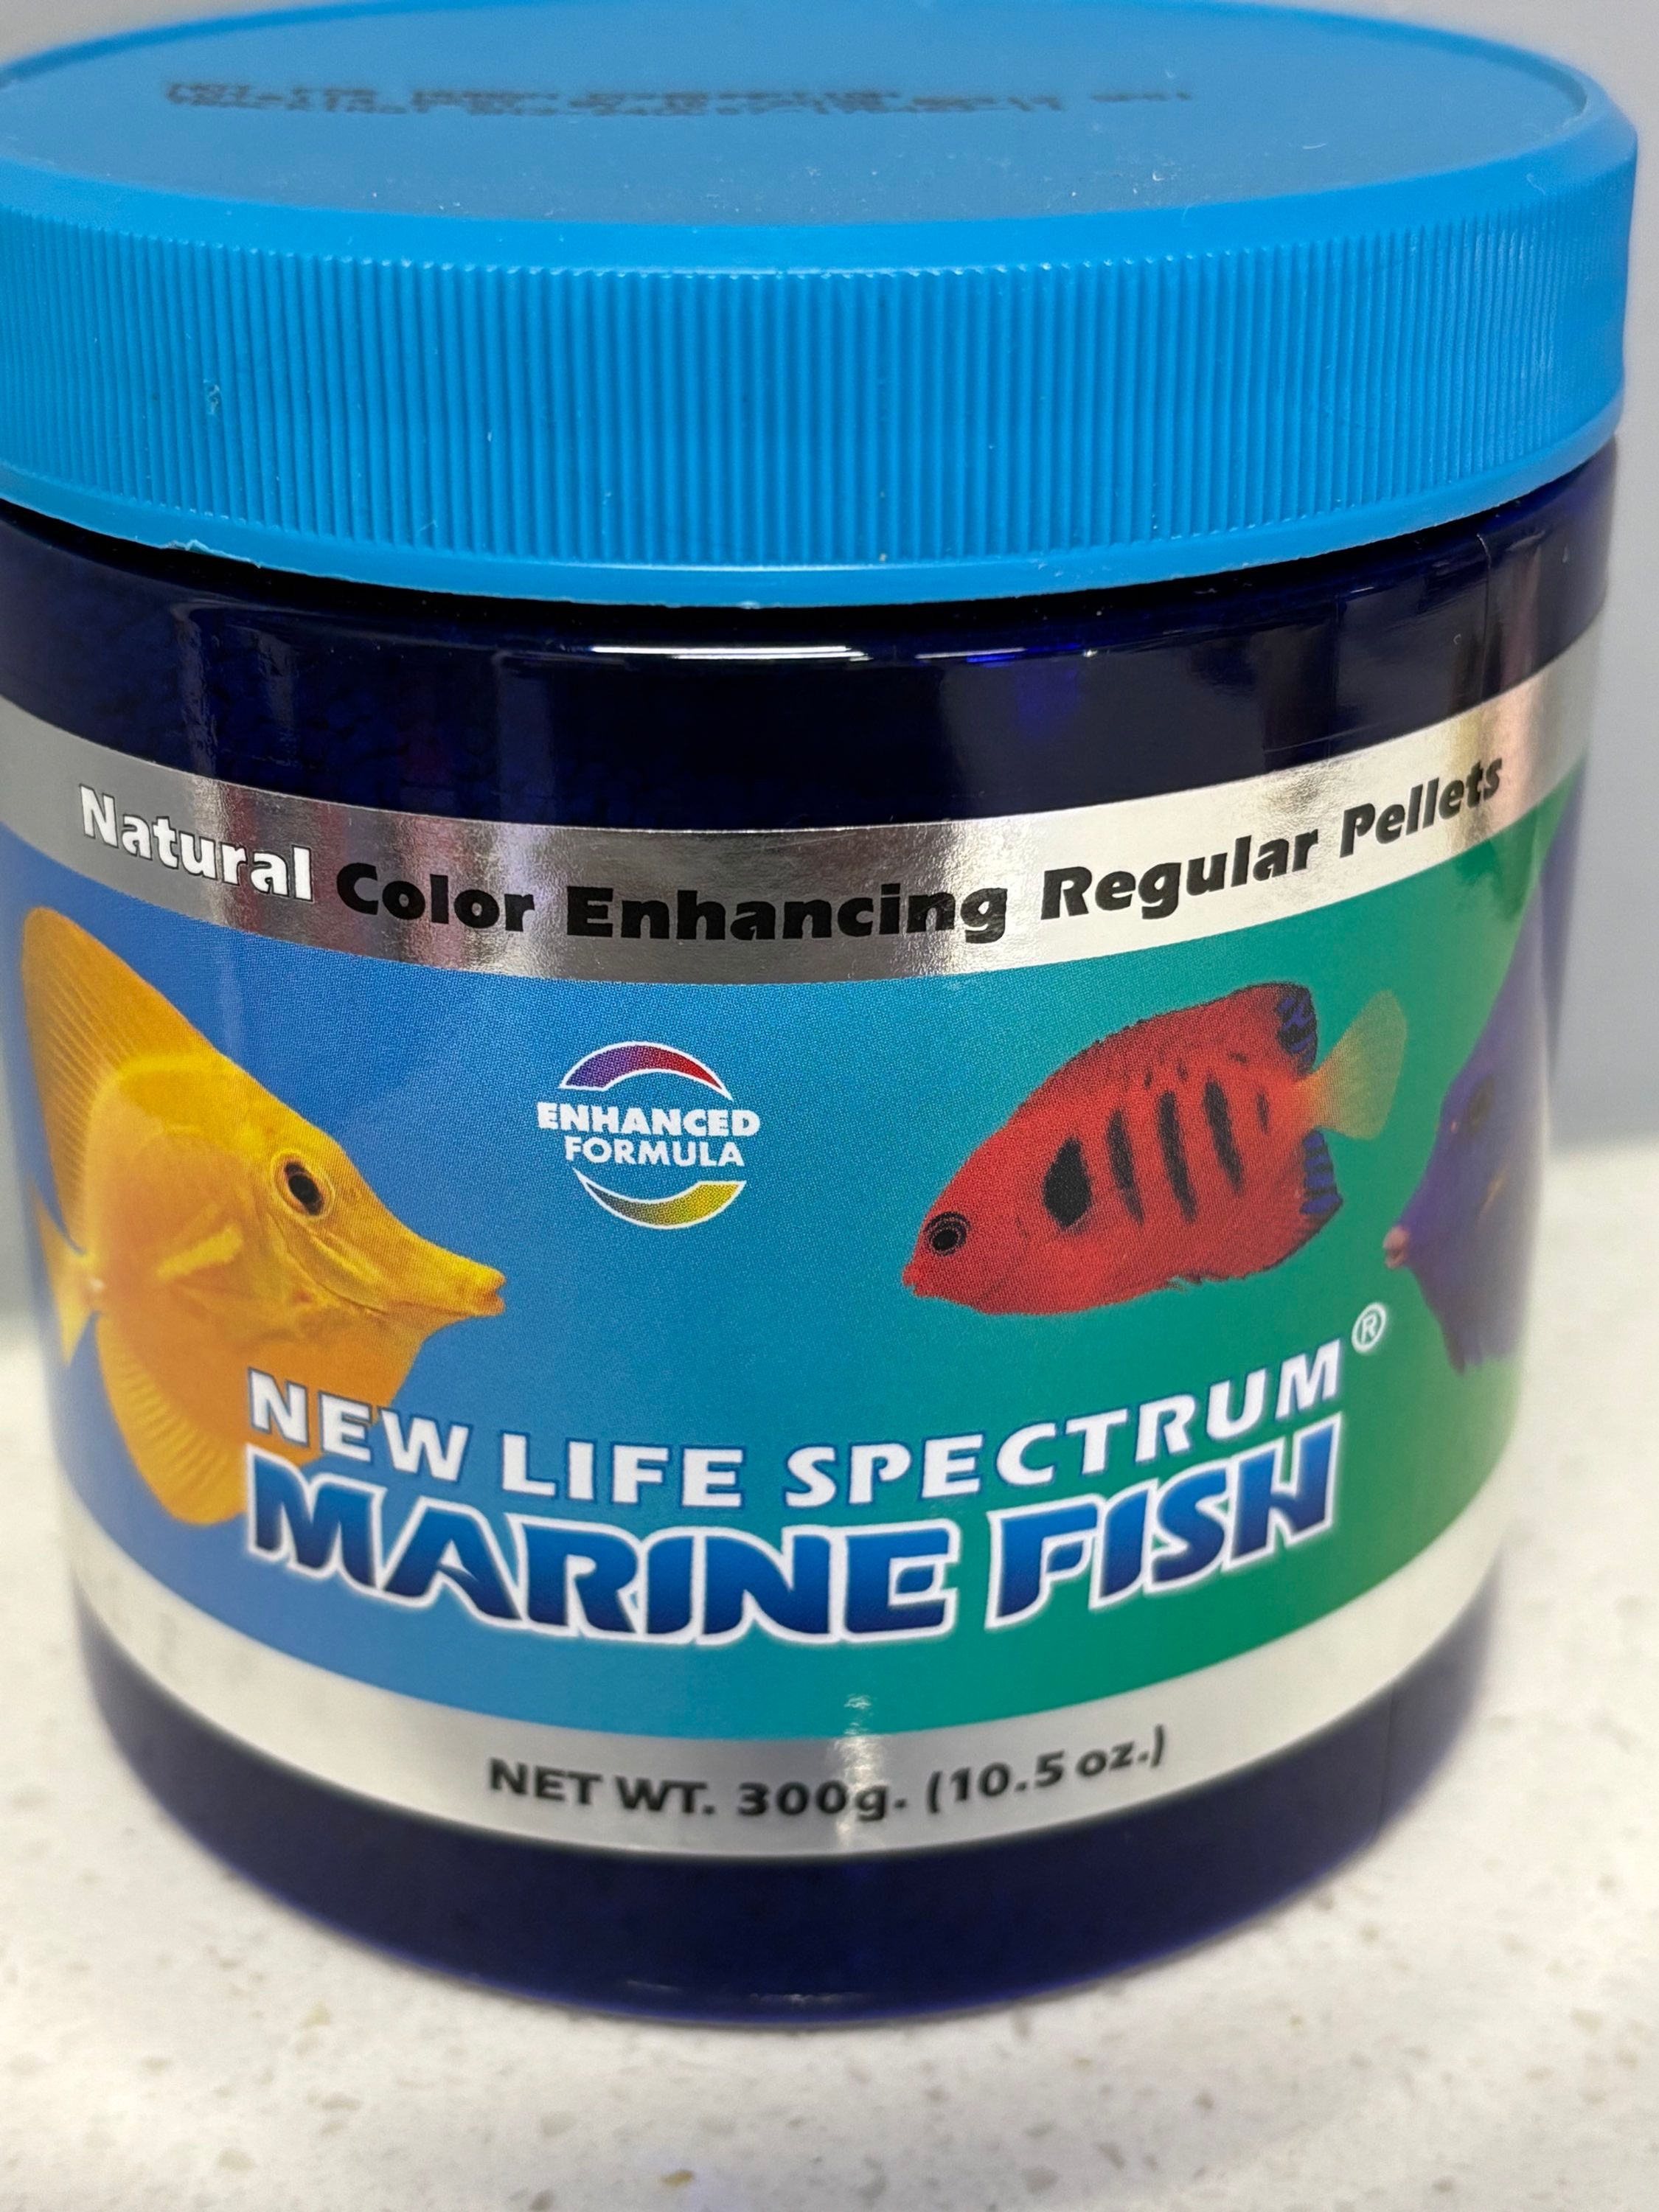 Natural Color Enhancing Regular Pellets
ENHANCED
FORMULA
NEW LIFE SPECTRUM®
MARINE FISH
NET WT. 300g. (10.5 oz.)